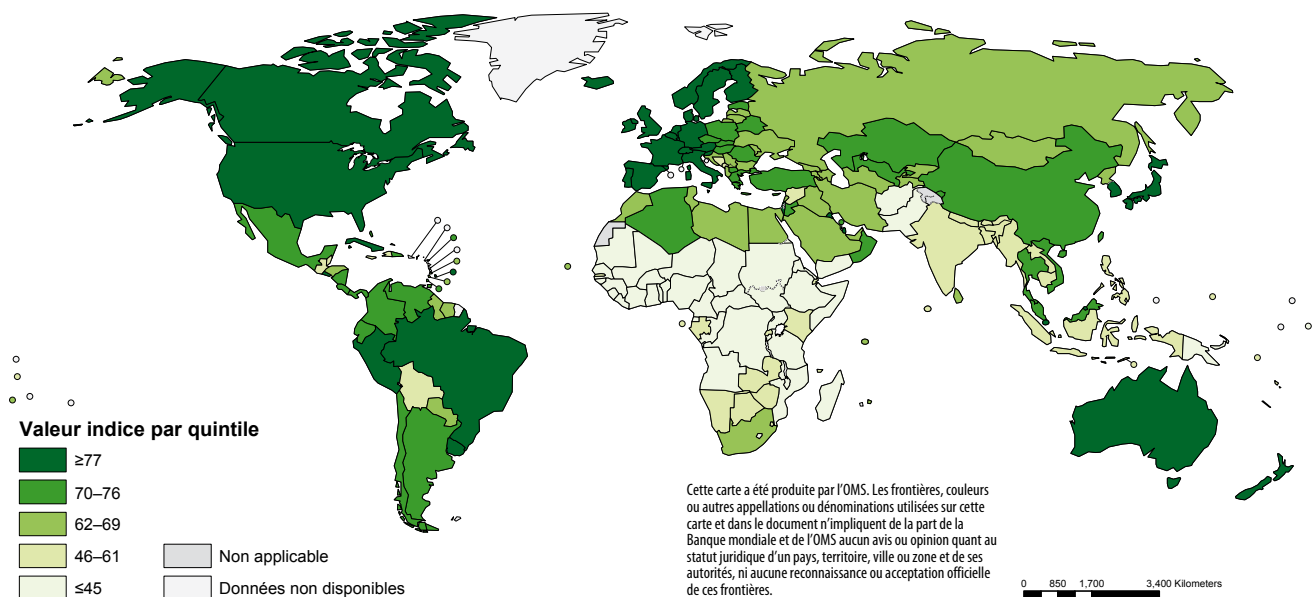 Valeur indice par quintile
≥77
70–76
62–69
46–61
≤45
Non applicable
Données non disponibles
Cette carte a été produite par l’OMS. Les frontières, couleurs
ou autres appellations ou dénominations utilisées sur cette
carte et dans le document n’impliquent de la part de la
Banque mondiale et de l’OMS aucun avis ou opinion quant au
statut juridique d’un pays, territoire, ville ou zone et de ses
autorités, ni aucune reconnaissance ou acceptation officielle
de ces frontières.
0 850 1,700 3,400 Kilometers